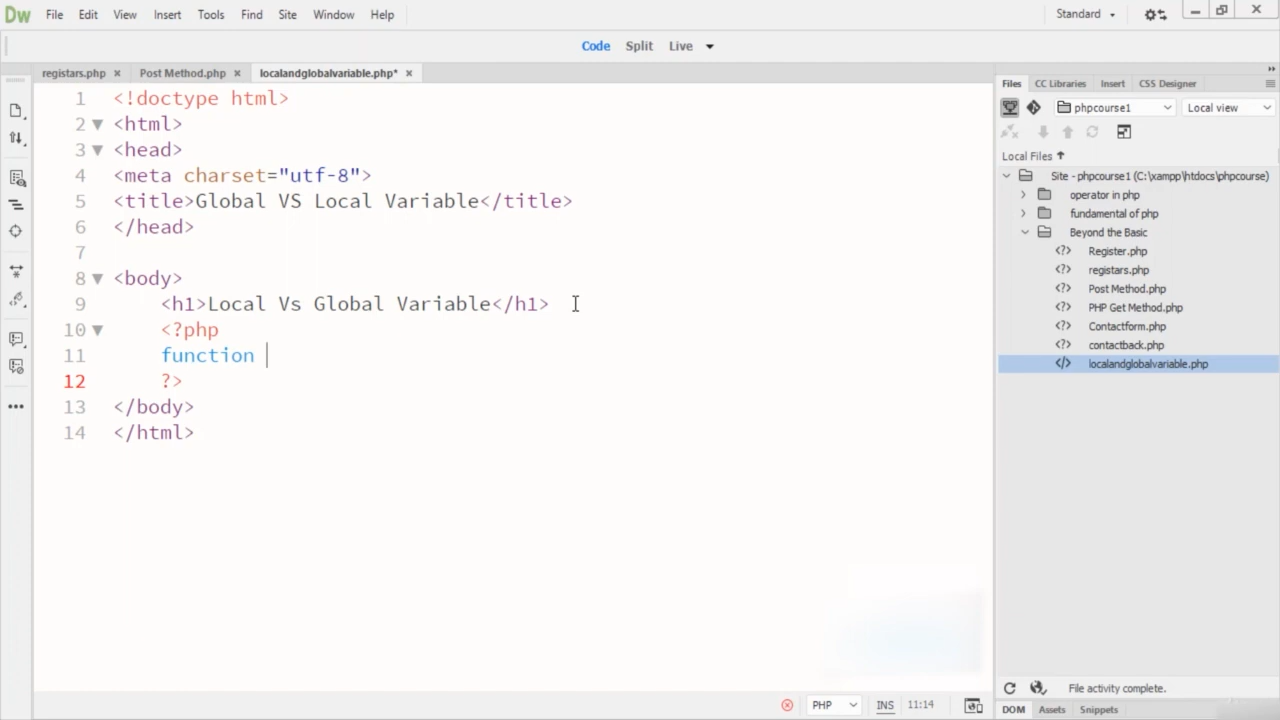 Dw File Edit View Insert Tools Find Site Window Help Standard
Code Split Live
registars.php × Post Method.php × localandglobalvariable.php* ×
1 <!doctype html>
2 <html>
3 <head>
4 <meta charset="utf-8">
5 <title>Global VS Local Variable</title>
6 </head>
7
8 <body>
9 <h1>Local Vs Global Variable</h1>
10 <?php
11 function
12 ?>
13 </body>
14 </html>
Files CC Libraries Insert CSS Designer
phpcourse1 Local view
Local Files
Site - phpcourse1 (C:\xampp\htdocs\phpcourse)
operator in php
fundamental of php
Beyond the Basic
Register.php
registars.php
Post Method.php
PHP Get Method.php
Contactform.php
contactback.php
localandglobalvariable.php
File activity complete.
PHP INS 11:14
DOM Assets Snippets